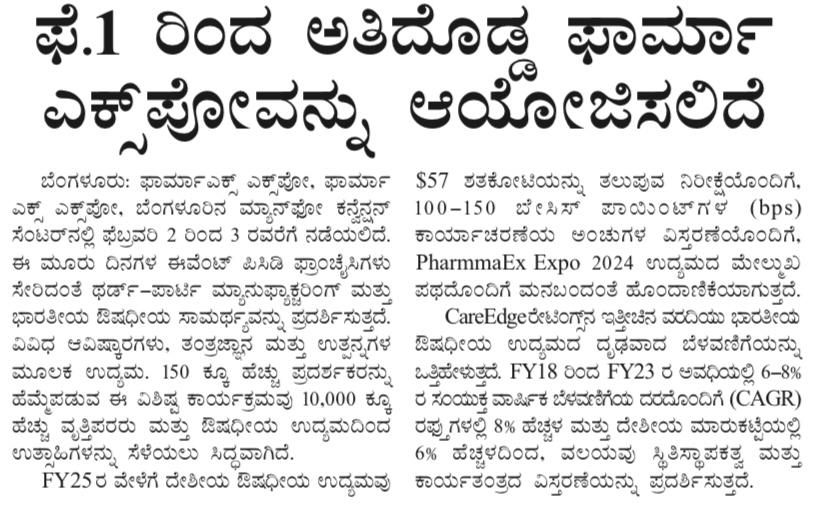 ಫೆ.1 ರಿಂದ ಅತಿದೊಡ್ಡ ಫಾರ್ಮಾ
ಎಕ್ಸ್‌ಪೋವನ್ನು ಆಯೋಜಿಸಲಿದೆ
ಬೆಂಗಳೂರು: ಫಾರ್ಮಾಎಕ್ಸ್ ಎಕ್ಸ್‌ಪೋ, ಫಾರ್ಮಾ
ಎಕ್ಸ್ ಎಕ್ಸ್‌ಪೋ, ಬೆಂಗಳೂರಿನ ಮ್ಯಾನ್‌ಫೋ ಕನ್ವೆನ್ಷನ್
ಸೆಂಟರ್‌ನಲ್ಲಿ ಫೆಬ್ರವರಿ 2 ರಿಂದ 3 ರವರೆಗೆ ನಡೆಯಲಿದೆ.
ಈ ಮೂರು ದಿನಗಳ ಈವೆಂಟ್ ಪಿಸಿಡಿ ಫ್ರಾಂಚೈಸಿಗಳು
ಸೇರಿದಂತೆ ಥರ್ಡ್-ಪಾರ್ಟಿ ಮ್ಯಾನುಫ್ಯಾಕ್ಚರಿಂಗ್ ಮತ್ತು
ಭಾರತೀಯ ಔಷಧೀಯ ಸಾಮರ್ಥ್ಯವನ್ನು ಪ್ರದರ್ಶಿಸುತ್ತದೆ.
ವಿವಿಧ ಆವಿಷ್ಕಾರಗಳು, ತಂತ್ರಜ್ಞಾನ ಮತ್ತು ಉತ್ಪನ್ನಗಳ
ಮೂಲಕ ಉದ್ಯಮ. 150 ಕ್ಕೂ ಹೆಚ್ಚು ಪ್ರದರ್ಶಕರನ್ನು
ಹೆಮ್ಮೆಪಡುವ ಈ ವಿಶಿಷ್ಟ ಕಾರ್ಯಕ್ರಮವು 10,000 ಕ್ಕೂ
ಹೆಚ್ಚು ವೃತ್ತಿಪರರು ಮತ್ತು ಔಷಧೀಯ ಉದ್ಯಮದಿಂದ
ಉತ್ಸಾಹಿಗಳನ್ನು ಸೆಳೆಯಲು ಸಿದ್ಧವಾಗಿದೆ.
FY25 ರ ವೇಳೆಗೆ ದೇಶೀಯ ಔಷಧೀಯ ಉದ್ಯಮವು
$57 ಶತಕೋಟಿಯನ್ನು ತಲುಪುವ ನಿರೀಕ್ಷೆಯೊಂದಿಗೆ,
100-150 ಬೇಸಿಸ್ ಪಾಯಿಂಟ್‌ಗಳ (bps)
ಕಾರ್ಯಾಚರಣೆಯ ಅಂಚುಗಳ ವಿಸ್ತರಣೆಯೊಂದಿಗೆ,
PharmmaEx Expo 2024 ಉದ್ಯಮದ ಮೇಲ್ಮುಖ
ಪಥದೊಂದಿಗೆ ಮನಬಂದಂತೆ ಹೊಂದಾಣಿಕೆಯಾಗುತ್ತದೆ.
CareEdgeರೇಟಿಂಗ್ಸ್‌ನ ಇತ್ತೀಚಿನ ವರದಿಯು ಭಾರತೀಯ
ಔಷಧೀಯ ಉದ್ಯಮದ ದೃಢವಾದ ಬೆಳವಣಿಗೆಯನ್ನು
ಒತ್ತಿಹೇಳುತ್ತದೆ. FY18 ರಿಂದ FY23 ರ ಅವಧಿಯಲ್ಲಿ 6-8%
ರ ಸಂಯುಕ್ತ ವಾರ್ಷಿಕ ಬೆಳವಣಿಗೆಯ ದರದೊಂದಿಗೆ (CAGR)
ರಫ್ತುಗಳಲ್ಲಿ 8% ಹೆಚ್ಚಳ ಮತ್ತು ದೇಶೀಯ ಮಾರುಕಟ್ಟೆಯಲ್ಲಿ
6% ಹೆಚ್ಚಳದಿಂದ, ವಲಯವು ಸ್ಥಿತಿಸ್ಥಾಪಕತ್ವ ಮತ್ತು
ಕಾರ್ಯತಂತ್ರದ ವಿಸ್ತರಣೆಯನ್ನು ಪ್ರದರ್ಶಿಸುತ್ತದೆ.